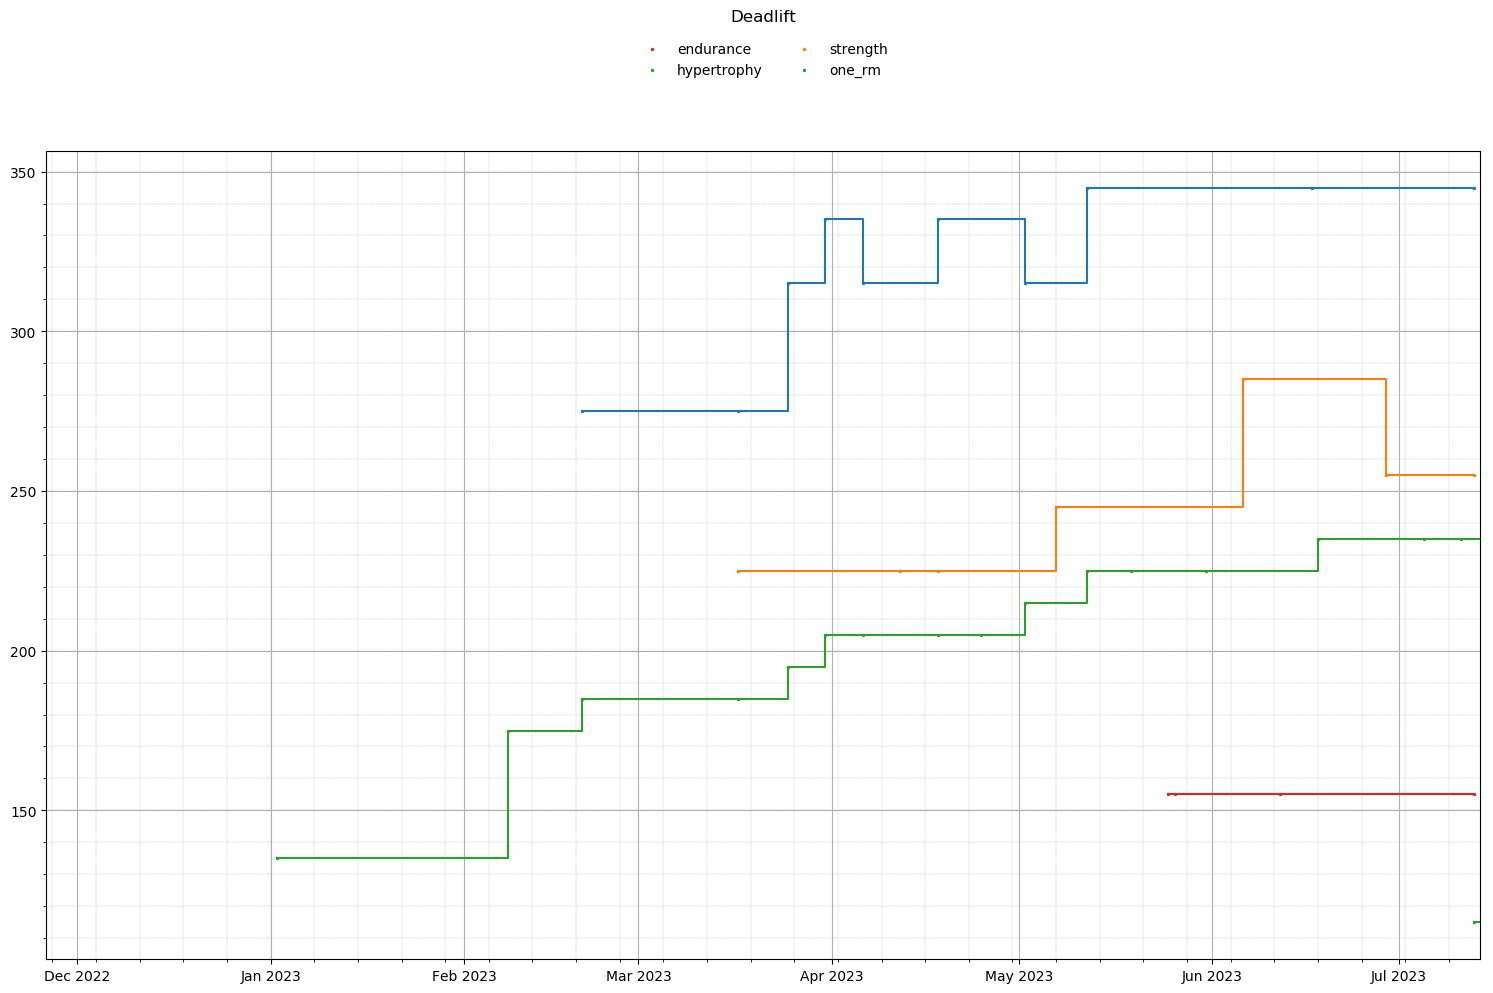 Deadlift
endurance strength
hypertrophy one_rm
350
300
250
200
150
Dec 2022 Jan 2023 Feb 2023 Mar 2023 Apr 2023 May 2023 Jun 2023 Jul 2023